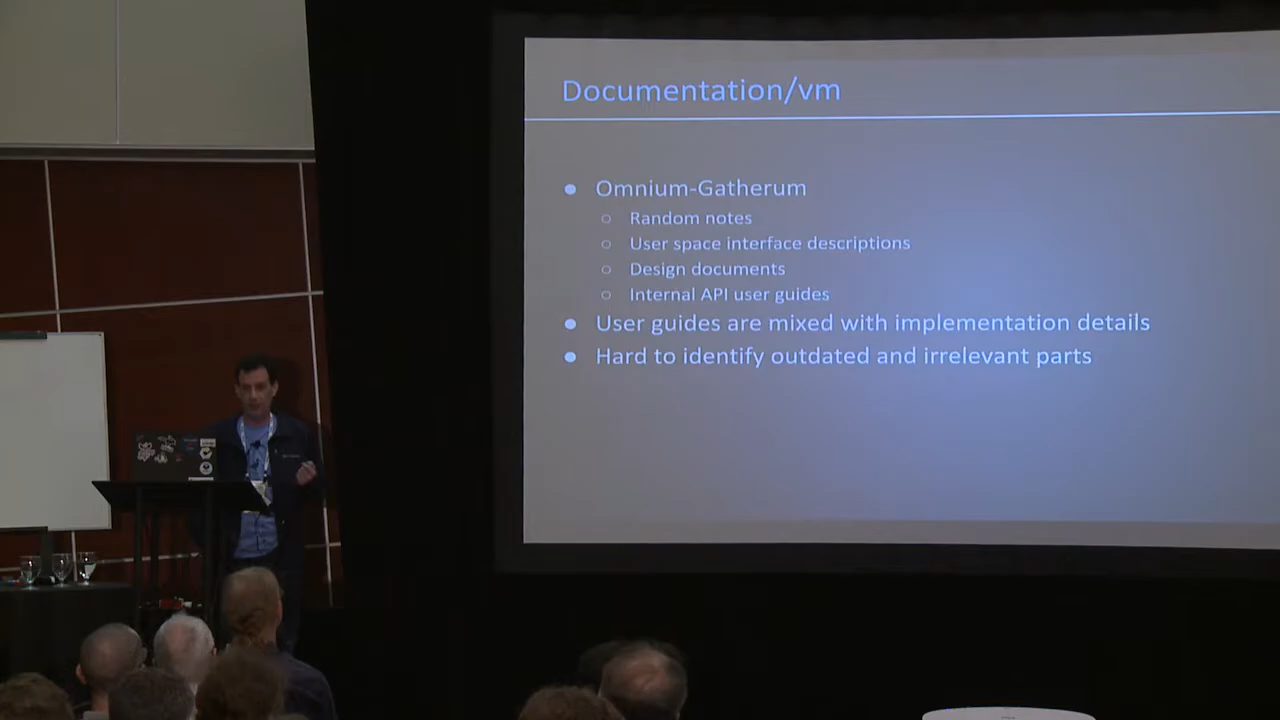 Documentation/vm
● Omnium-Gatherum
○ Random notes
○ User space interface descriptions
○ Design documents
○ Internal API user guides
● User guides are mixed with implementation details
● Hard to identify outdated and irrelevant parts